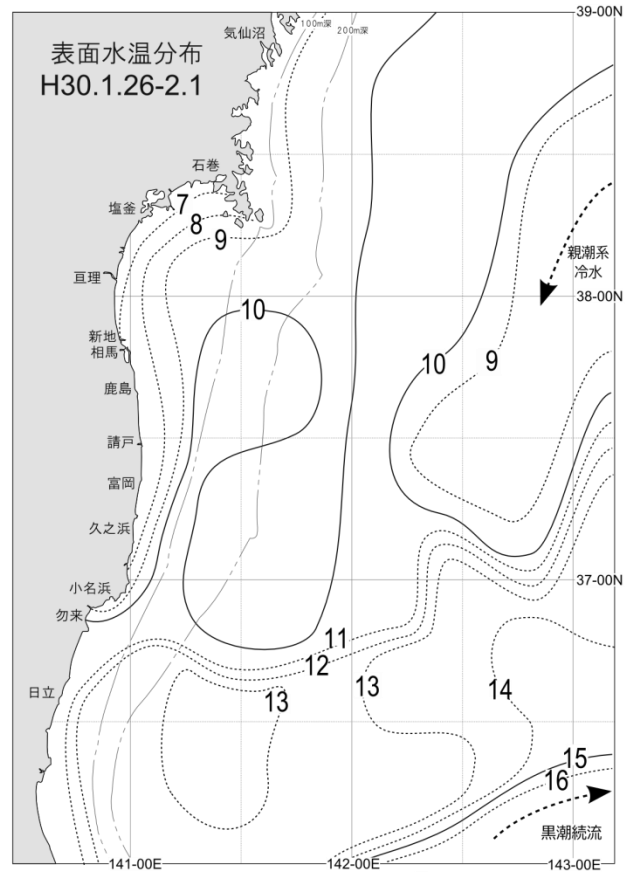 39-00N
100m深
200m深
気仙沼
表面水温分布
H30.1.26-2.1
石巻
7
塩釜
8
9
親潮系
冷水
亘理
38-00N
10
新地
相馬
10
9
鹿島
請戸
富岡
久之浜
37-00N
小名浜
勿来
11
12
13
13
14
日立
15
16
黒潮続流
141-00E
142-00E
143-00E